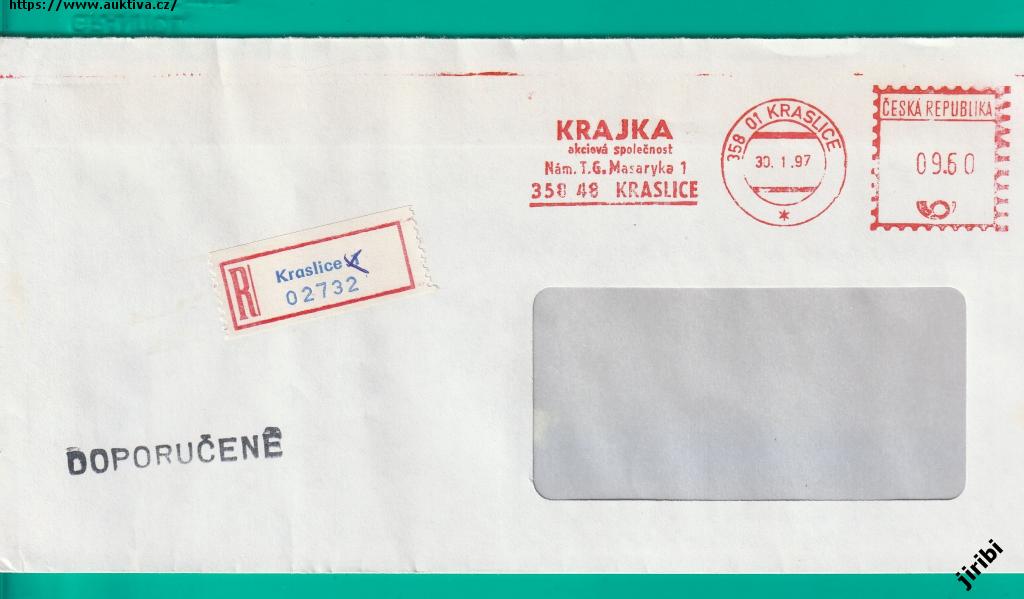 https://www.auktiva.cz/
KRAJKA
akciová společnost
Nám. T.G. Masaryka 1
358 48 KRASLICE
358 01 KRASLICE
30. 1. 97
*
ČESKÁ REPUBLIKA
09.60
R
Kraslice
02732
DOPORUČENĚ
jiribi